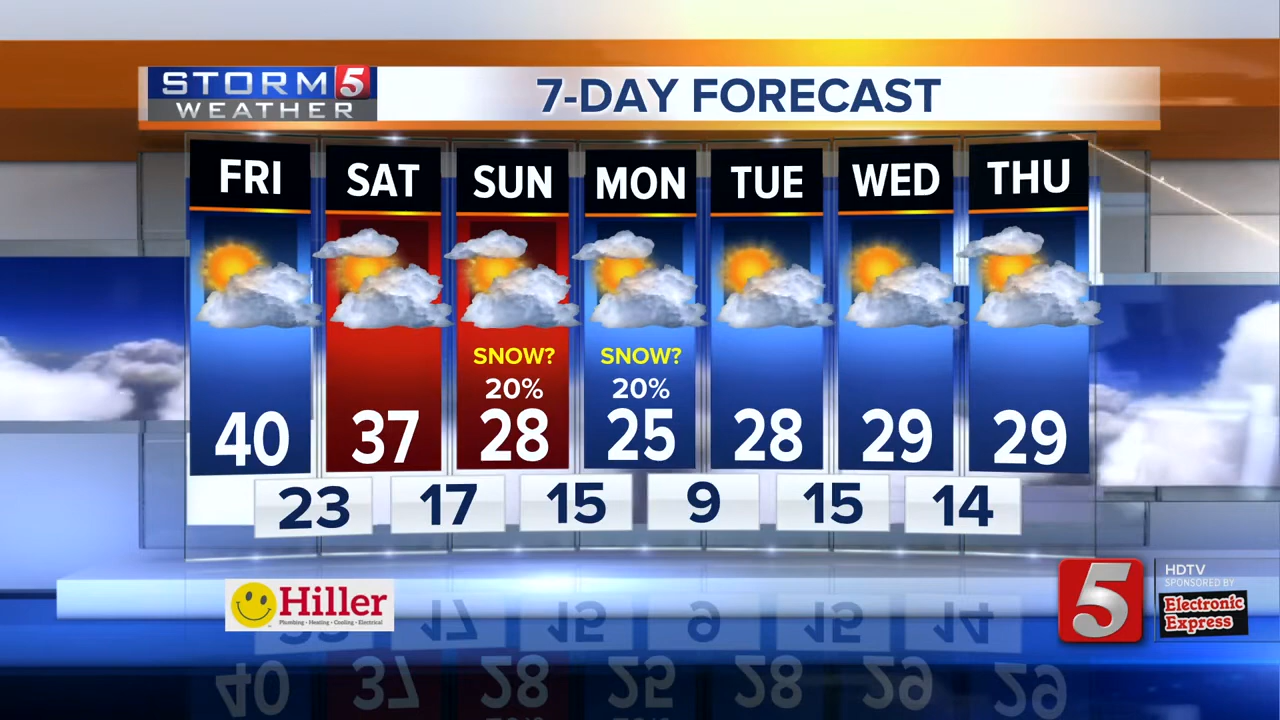 STORM 5
WEATHER
7-DAY FORECAST
FRI SAT SUN MON TUE WED THU
SNOW? SNOW?
20% 20%
40 37 28 25 28 29 29
23 17 15 9 15 14
Hiller
Plumbing • Heating • Cooling • Electrical
5
HDTV
SPONSORED BY
Electronic
Express